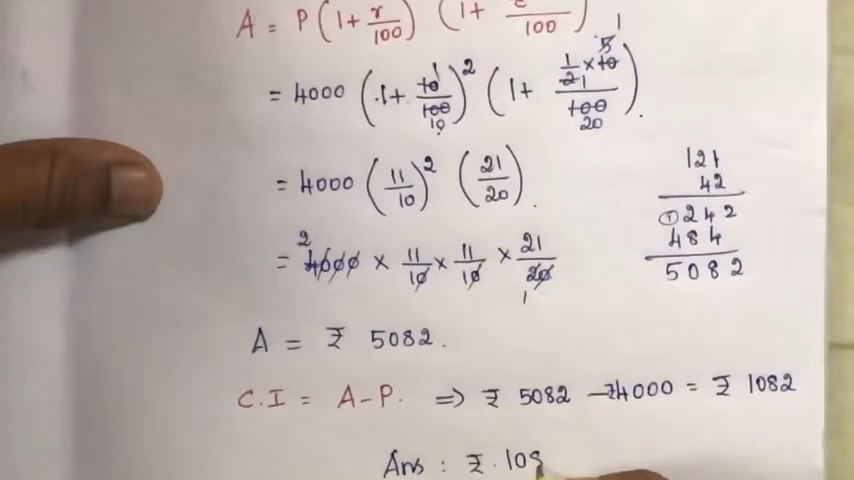 A = P (1 + r/100) (1 + /100)
= 4000 (1 + 10/100)² (1 + 1/2 × 10/100)
= 4000 (11/10)² (21/20).
= 4000 × 11/10 × 11/10 × 21/20
A = ₹ 5082.
C.I = A - P. ⇒ ₹ 5082 - ₹4000 = ₹ 1082
Ans : ₹. 108
121
42
242
484
5082